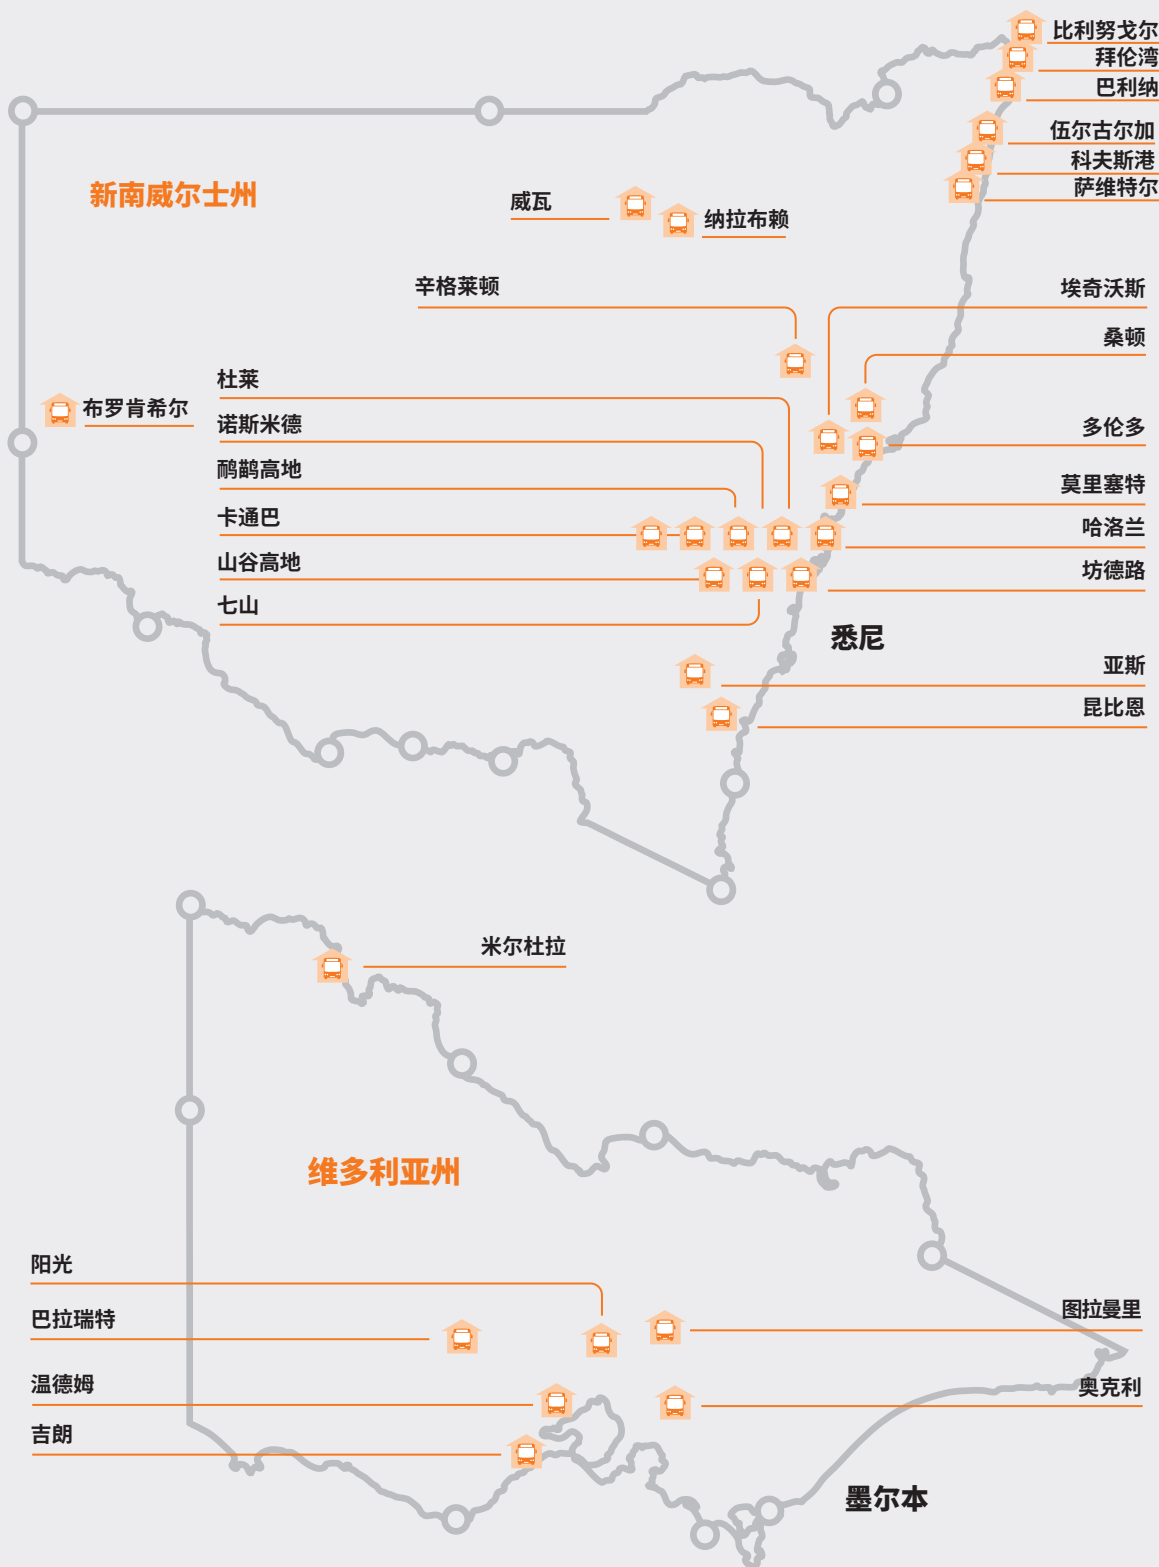 比利努戈尔
拜伦湾
巴利纳
伍尔古尔加
科夫斯港
萨维特尔
新南威尔士州
威瓦
纳拉布赖
辛格莱顿
埃奇沃斯
桑顿
杜莱
布罗肯希尔
诺斯米德
多伦多
鸸鹋高地
莫里塞特
卡通巴
哈洛兰
山谷高地
坊德路
七山
悉尼
亚斯
昆比恩
米尔杜拉
维多利亚州
阳光
巴拉瑞特
图拉曼里
温德姆
奥克利
吉朗
墨尔本